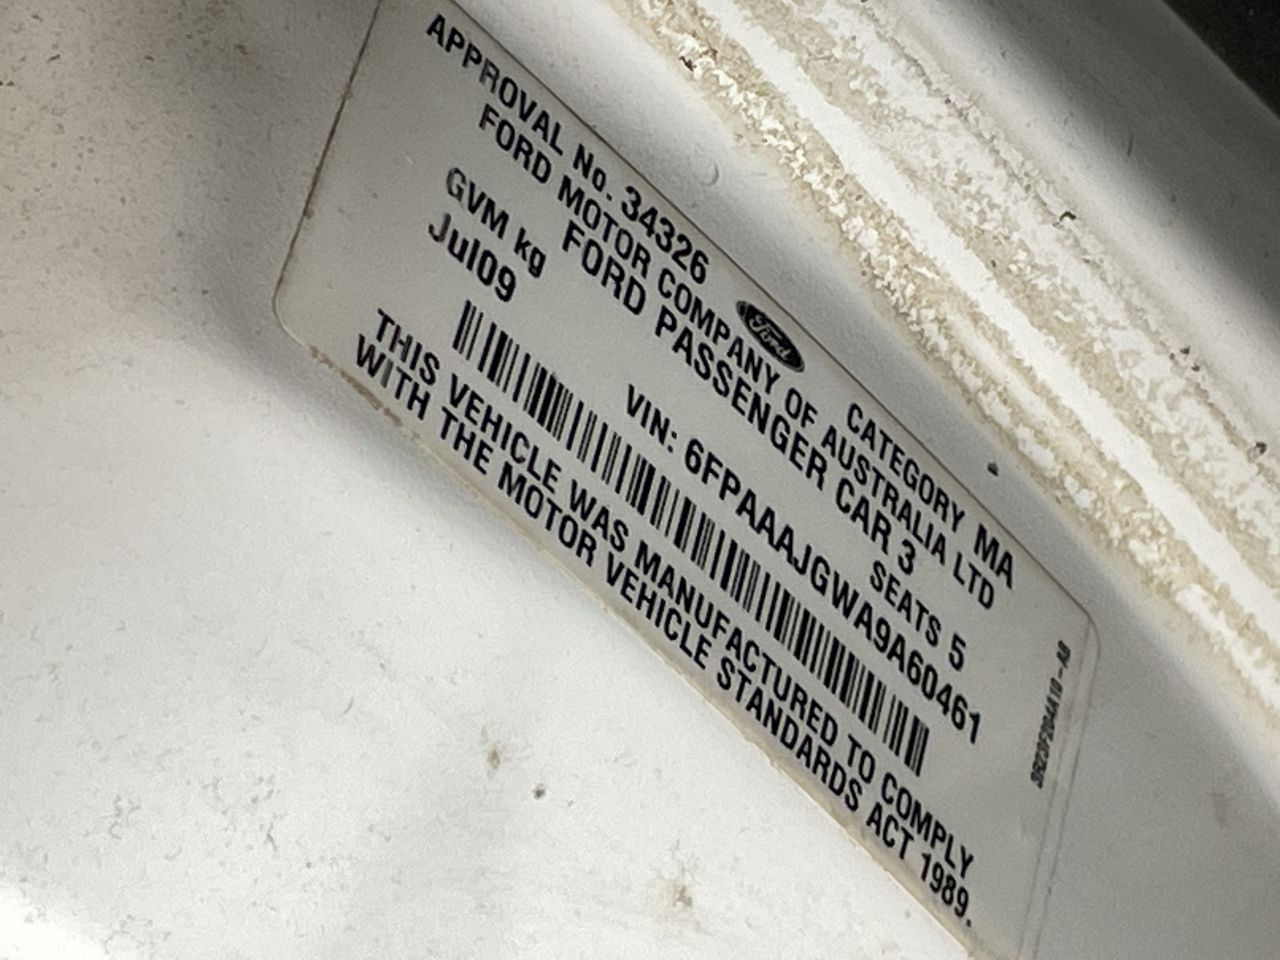 APPROVAL No. 34326
CATEGORY MA
Ford
FORD MOTOR COMPANY OF AUSTRALIA LTD
FORD PASSENGER CAR 3
GVM kg
SEATS 5
Jul09
VIN: 6FPAAAJGWA9A60461
THIS VEHICLE WAS MANUFACTURED TO COMPLY
WITH THE MOTOR VEHICLE STANDARDS ACT 1989.